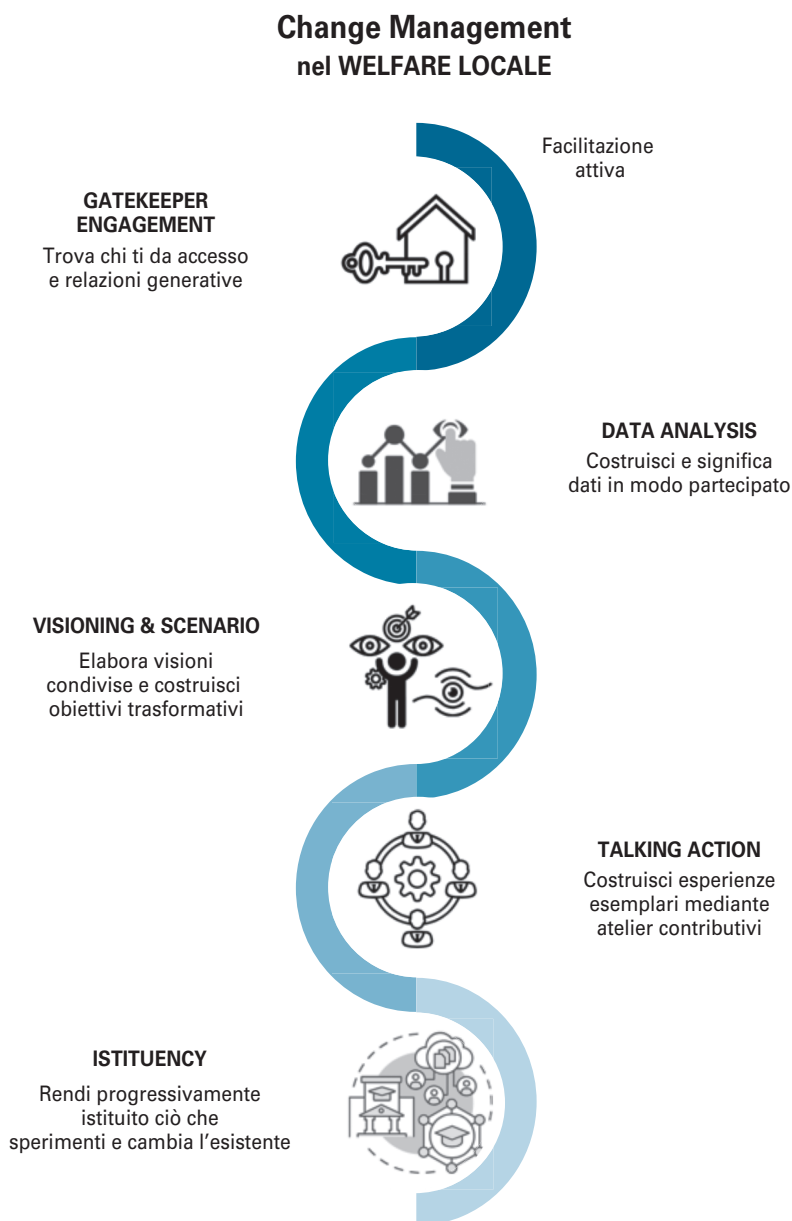 Change Management
nel WELFARE LOCALE
Facilitazione
attiva
GATEKEEPER
ENGAGEMENT
Trova chi ti da accesso
e relazioni generative
DATA ANALYSIS
Costruisci e significa
dati in modo partecipato
VISIONING & SCENARIO
Elabora visioni
condivise e costruisci
obiettivi trasformativi
TALKING ACTION
Costruisci esperienze
esemplari mediante
atelier contributivi
ISTITUENCY
Rendi progressivamente
istituito ciò che
sperimenti e cambia l’esistente